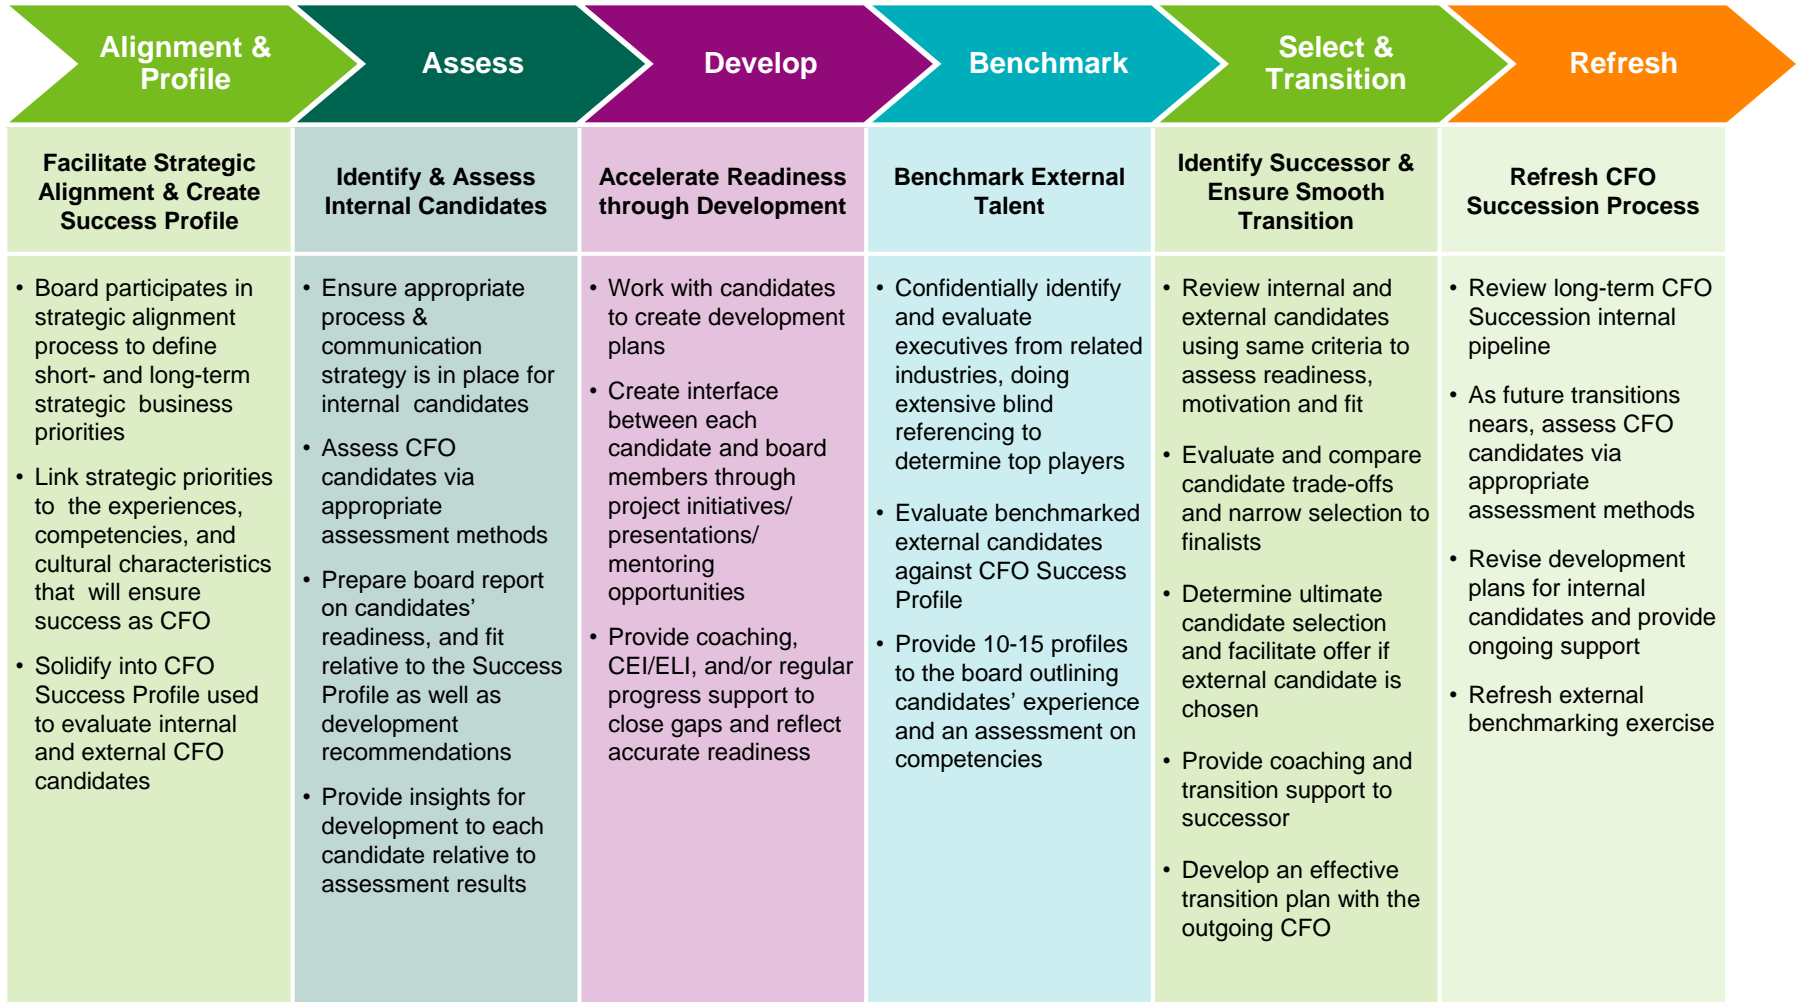 Alignment &
Profile
Assess
Develop
Benchmark
Select &
Transition
Refresh
Facilitate Strategic
Alignment & Create
Success Profile
Identify & Assess
Internal Candidates
Accelerate Readiness
through Development
Benchmark External
Talent
Identify Successor &
Ensure Smooth
Transition
Refresh CFO
Succession Process
• Board participates in
strategic alignment
process to define
short- and long-term
strategic business
priorities
• Link strategic priorities
to the experiences,
competencies, and
cultural characteristics
that will ensure
success as CFO
• Solidify into CFO
Success Profile used
to evaluate internal
and external CFO
candidates
• Ensure appropriate
process &
communication
strategy is in place for
internal candidates
• Assess CFO
candidates via
appropriate
assessment methods
• Prepare board report
on candidates’
readiness, and fit
relative to the Success
Profile as well as
development
recommendations
• Provide insights for
development to each
candidate relative to
assessment results
• Work with candidates
to create development
plans
• Create interface
between each
candidate and board
members through
project initiatives/
presentations/
mentoring
opportunities
• Provide coaching,
CEI/ELI, and/or regular
progress support to
close gaps and reflect
accurate readiness
• Confidentially identify
and evaluate
executives from related
industries, doing
extensive blind
referencing to
determine top players
• Evaluate benchmarked
external candidates
against CFO Success
Profile
• Provide 10-15 profiles
to the board outlining
candidates’ experience
and an assessment on
competencies
• Review internal and
external candidates
using same criteria to
assess readiness,
motivation and fit
• Evaluate and compare
candidate trade-offs
and narrow selection to
finalists
• Determine ultimate
candidate selection
and facilitate offer if
external candidate is
chosen
• Provide coaching and
transition support to
successor
• Develop an effective
transition plan with the
outgoing CFO
• Review long-term CFO
Succession internal
pipeline
• As future transitions
nears, assess CFO
candidates via
appropriate
assessment methods
• Revise development
plans for internal
candidates and provide
ongoing support
• Refresh external
benchmarking exercise